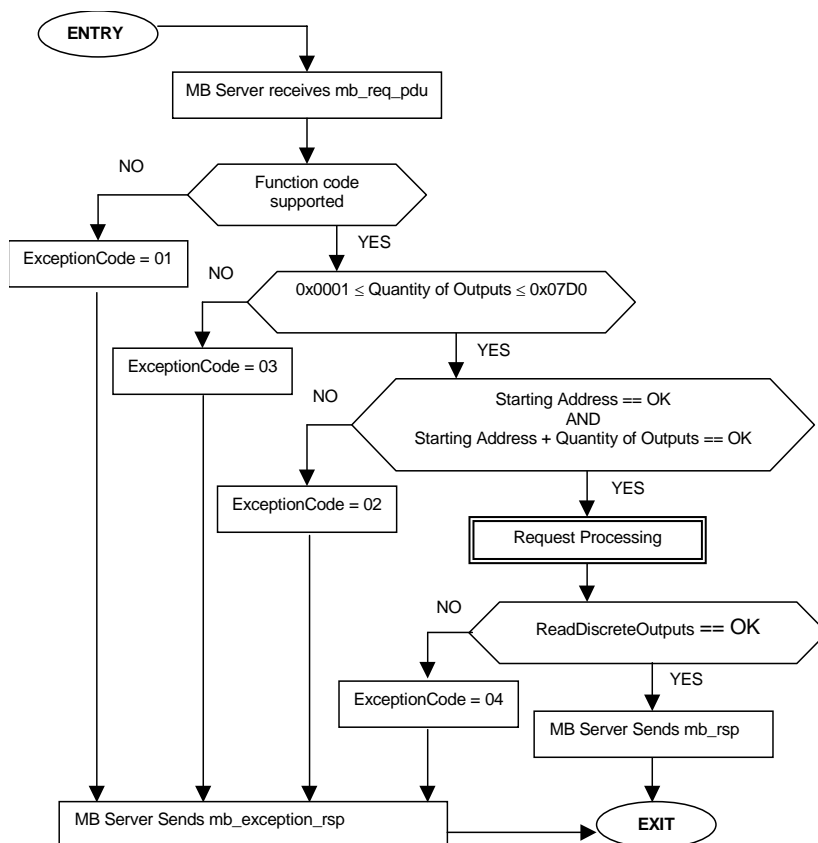 ENTRY
MB Server receives mb_req_pdu
NO
Function code
supported
YES
ExceptionCode = 01
NO
0x0001 ≤ Quantity of Outputs ≤ 0x07D0
YES
ExceptionCode = 03
NO
Starting Address == OK
AND
Starting Address + Quantity of Outputs == OK
YES
ExceptionCode = 02
Request Processing
NO
ReadDiscreteOutputs == OK
YES
ExceptionCode = 04
MB Server Sends mb_rsp
MB Server Sends mb_exception_rsp
EXIT